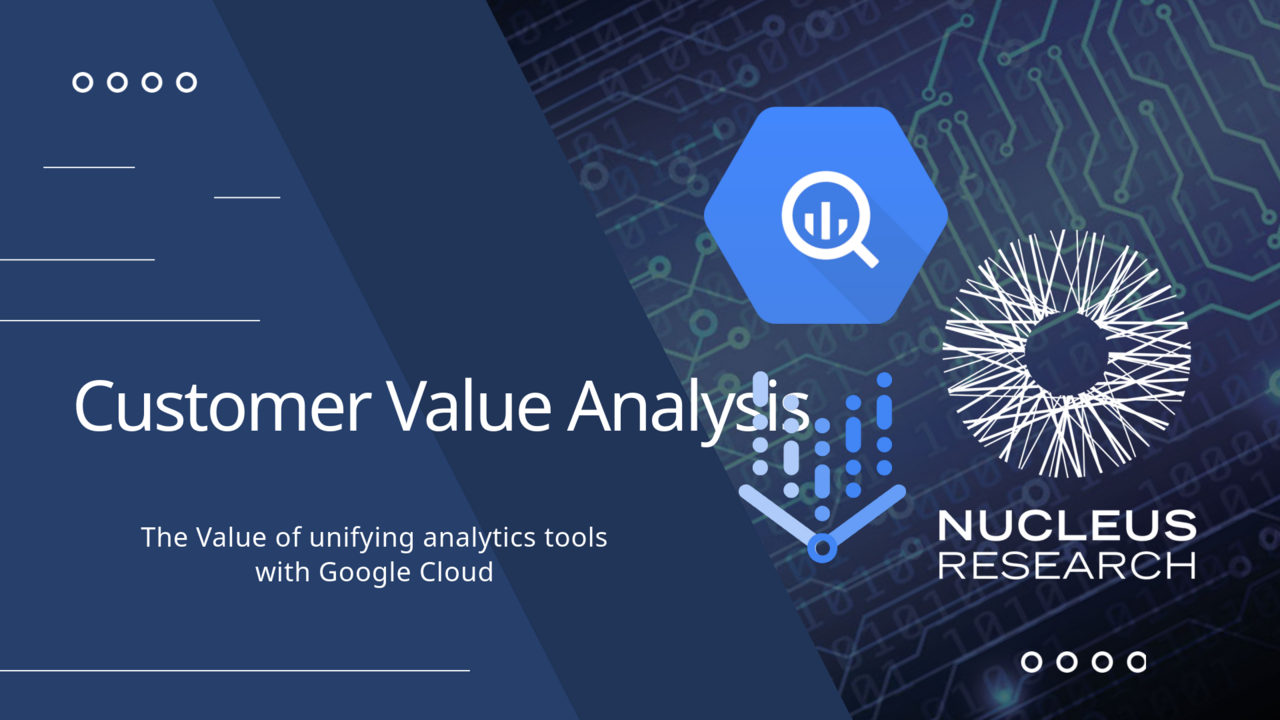 Customer Value Analysis
The Value of unifying analytics tools
with Google Cloud
NUCLEUS
RESEARCH